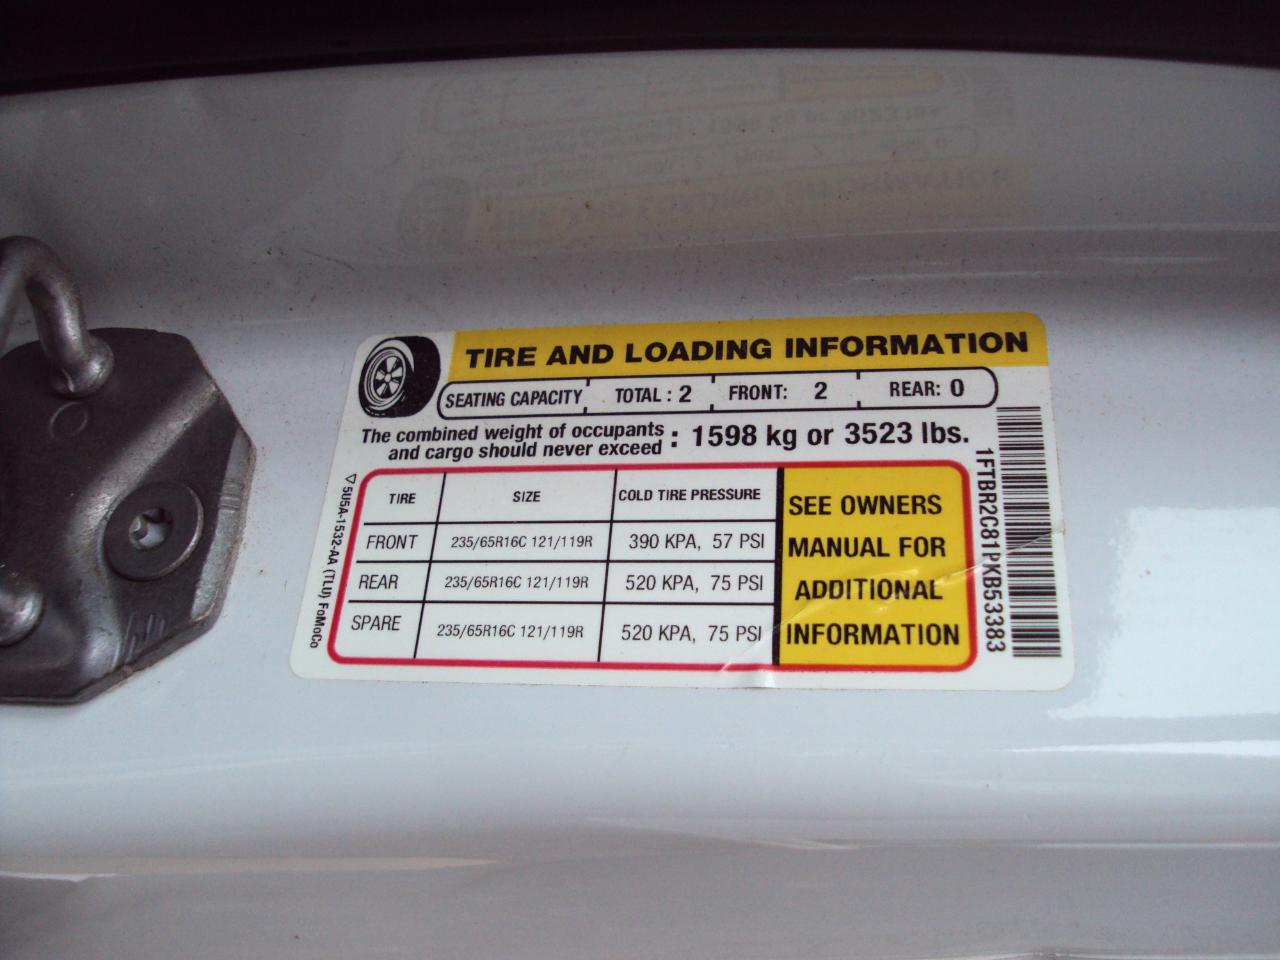 TIRE AND LOADING INFORMATION
SEATING CAPACITY TOTAL : 2 FRONT: 2 REAR: 0
The combined weight of occupants
and cargo should never exceed : 1598 kg or 3523 lbs.
TIRE SIZE COLD TIRE PRESSURE
FRONT 235/65R16C 121/119R 390 KPA, 57 PSI
REAR 235/65R16C 121/119R 520 KPA, 75 PSI
SPARE 235/65R16C 121/119R 520 KPA, 75 PSI
SEE OWNERS
MANUAL FOR
ADDITIONAL
INFORMATION
1FTBR2C81PKB53383
5U5A-1532-AA (TLU) FoMoCo